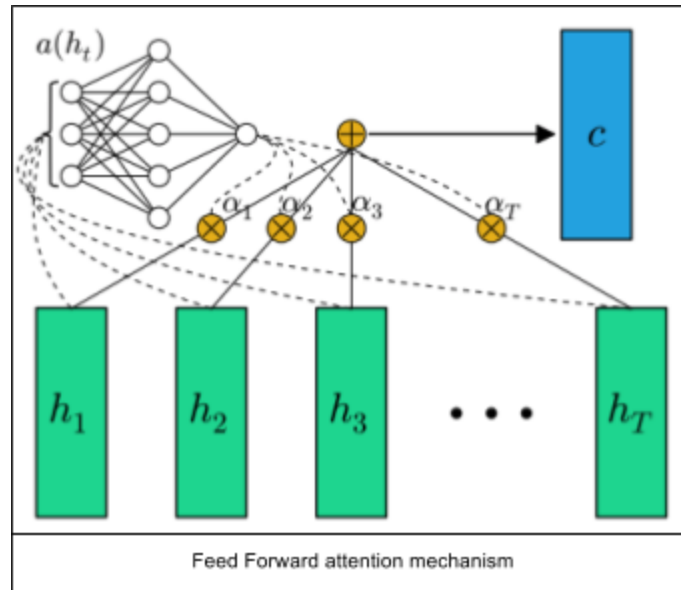 a(h_t)
c
α_1 α_2 α_3 α_T
h_1 h_2 h_3 • • • h_T
Feed Forward attention mechanism